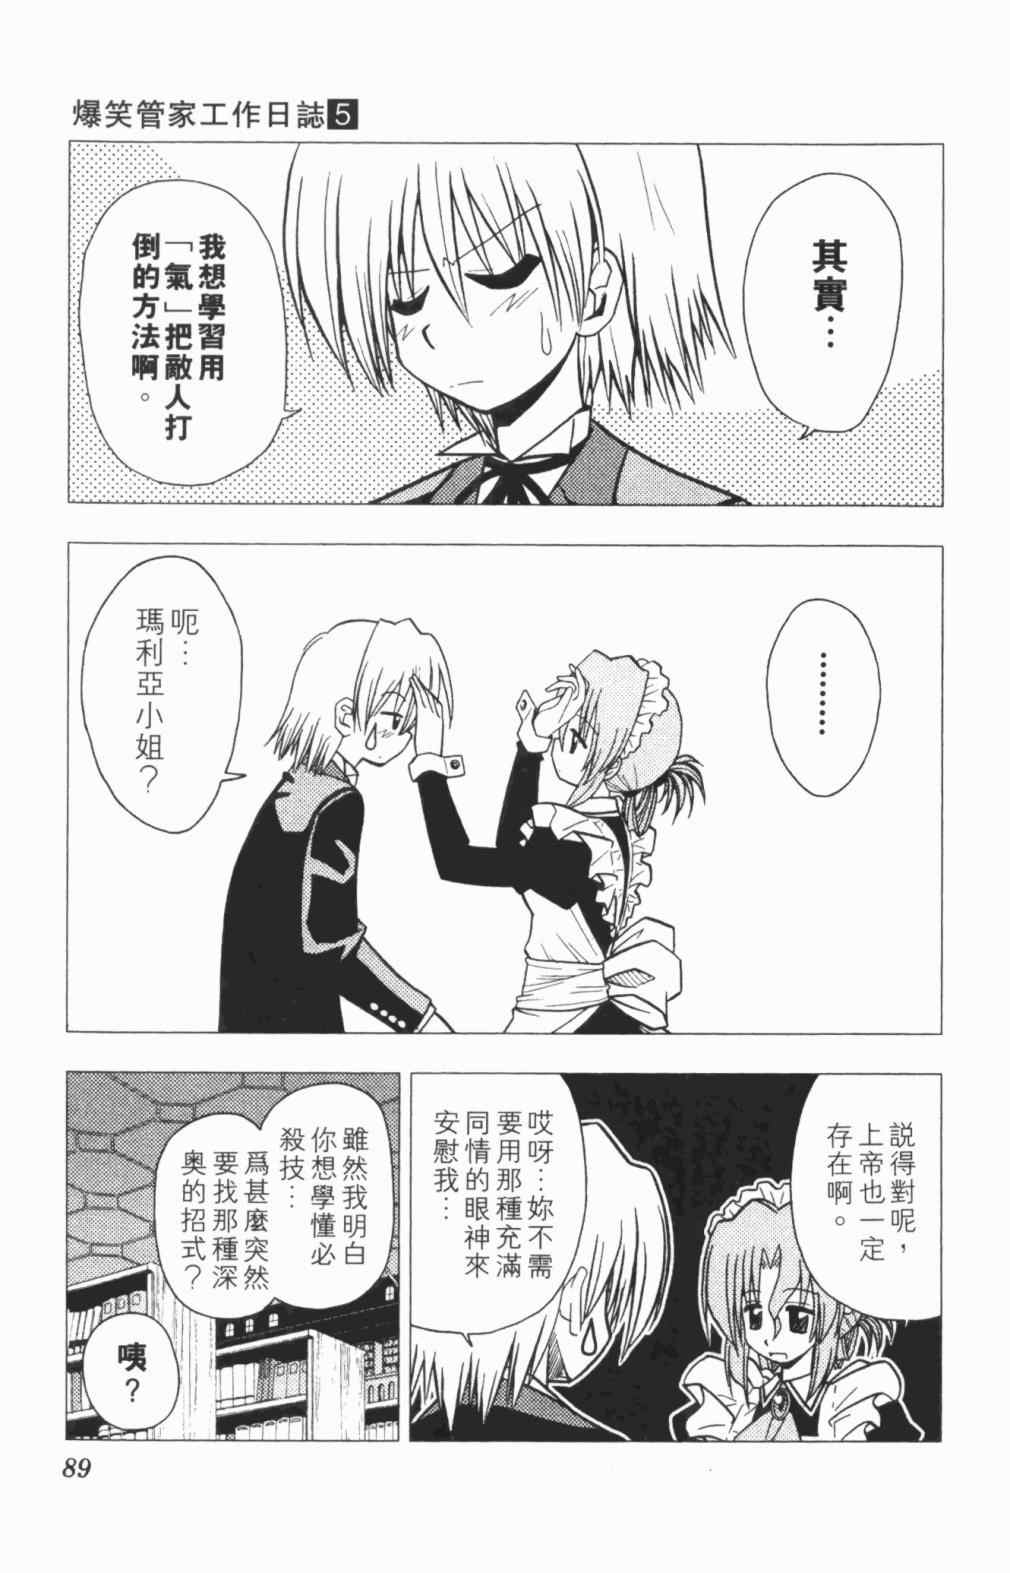 爆笑管家工作日誌5
其實…
我想學習用
「氣」把敵人打
倒的方法啊。
………
呃…
瑪利亞小姐？
說得對呢，
上帝也一定
存在啊。
哎呀…妳不需
要用那種充滿
同情的眼神來
安慰我…
雖然我明白
你想學懂必
殺技…
爲甚麼突然
要找那種深
奧的招式？
咦？
89